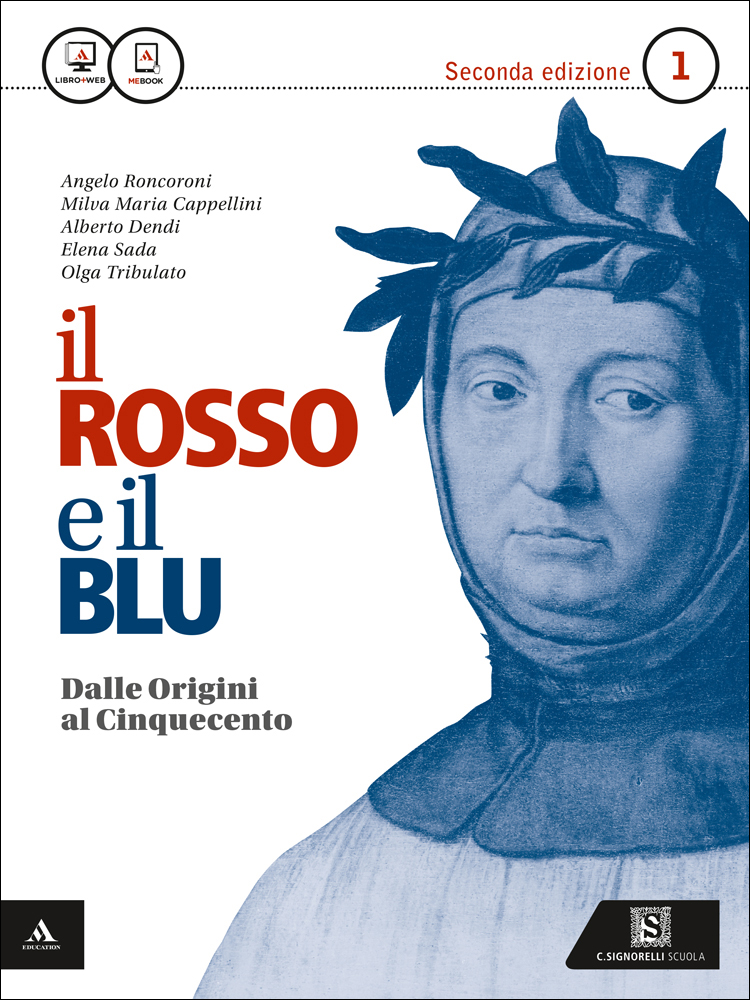 LIBRO+WEB
MEBOOK
Seconda edizione
1
Angelo Roncoroni
Milva Maria Cappellini
Alberto Dendi
Elena Sada
Olga Tribulato
il
ROSSO
e il
BLU
Dalle Origini
al Cinquecento
A
EDUCATION
S
C.SIGNORELLI SCUOLA